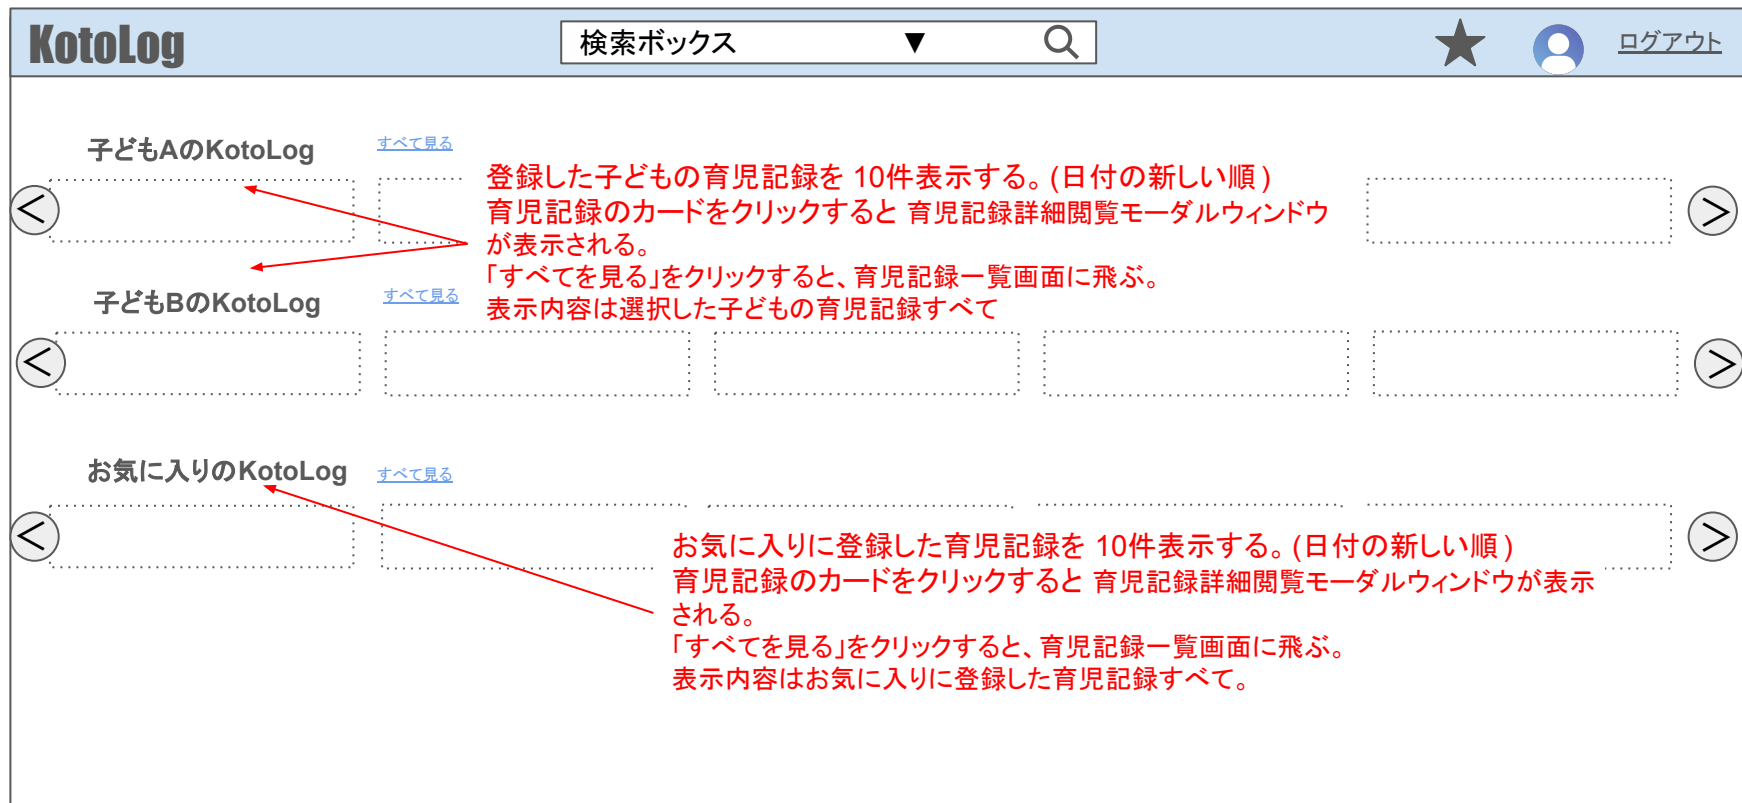 KotoLog
検索ボックス ▼
ログアウト
子どもAのKotoLog すべて見る
登録した子どもの育児記録を 10件表示する。(日付の新しい順)
育児記録のカードをクリックすると 育児記録詳細閲覧モーダルウィンドウ
が表示される。
「すべてを見る」をクリックすると、育児記録一覧画面に飛ぶ。
表示内容は選択した子どもの育児記録すべて
<
>
子どもBのKotoLog すべて見る
<
>
お気に入りのKotoLog すべて見る
<
>
お気に入りに登録した育児記録を 10件表示する。(日付の新しい順)
育児記録のカードをクリックすると 育児記録詳細閲覧モーダルウィンドウが表示
される。
「すべてを見る」をクリックすると、育児記録一覧画面に飛ぶ。
表示内容はお気に入りに登録した育児記録すべて。